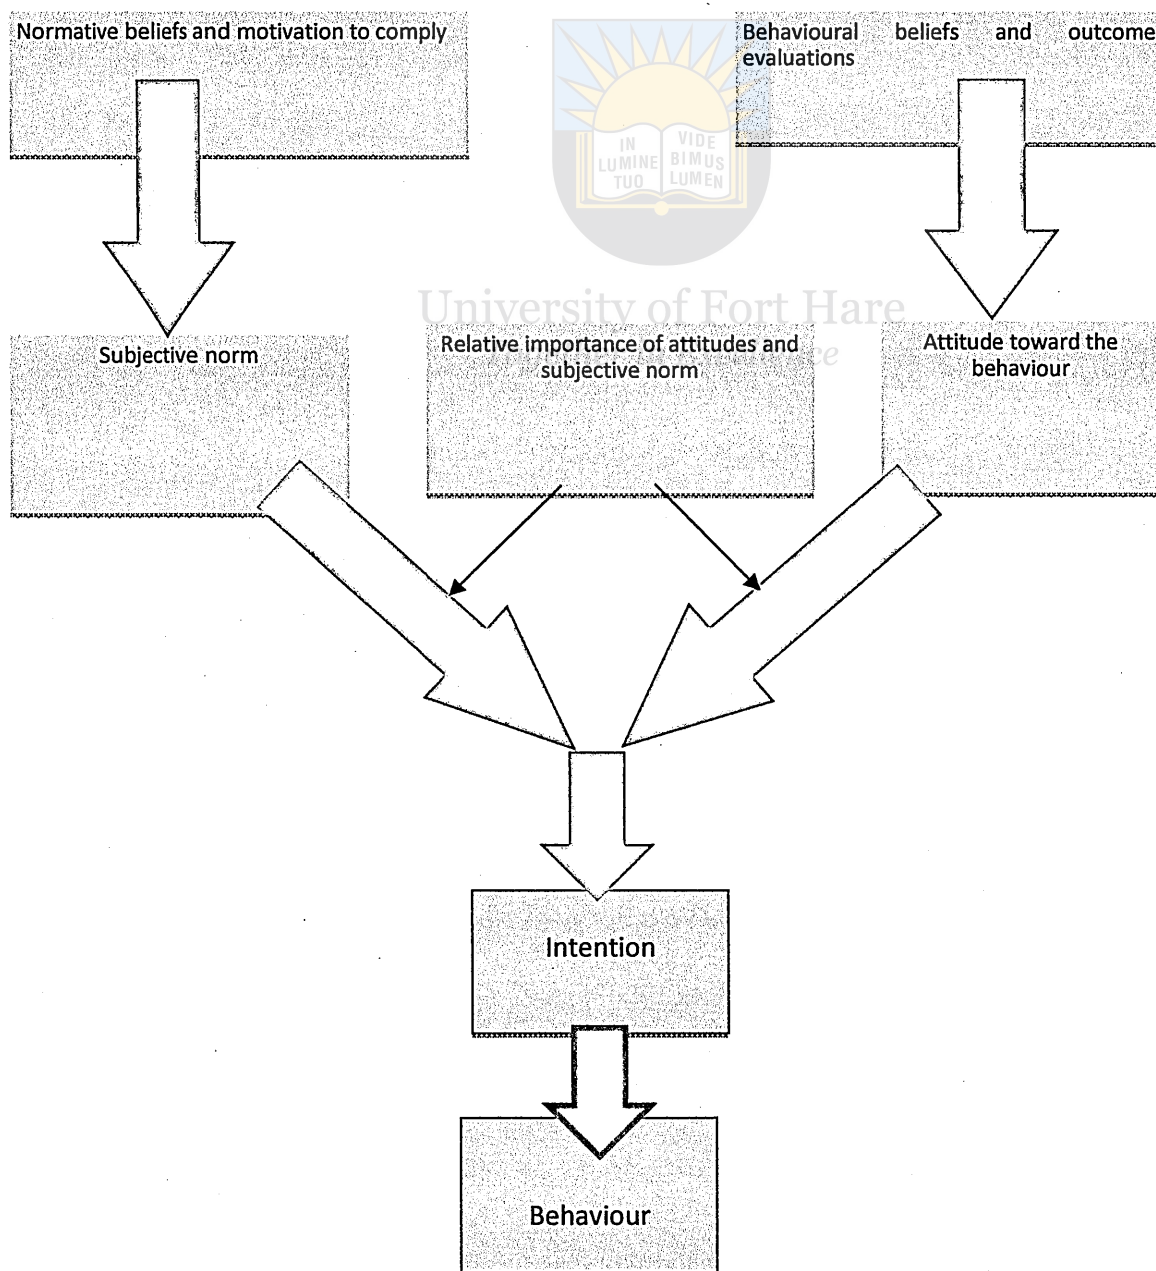 Normative beliefs and motivation to comply
Behavioural beliefs and outcome
evaluations
IN
LUMINE
TUO
VIDE
BIMUS
LUMEN
University of Fort Hare
Subjective norm
Relative importance of attitudes and
subjective norm
Attitude toward the
behaviour
Intention
Behaviour